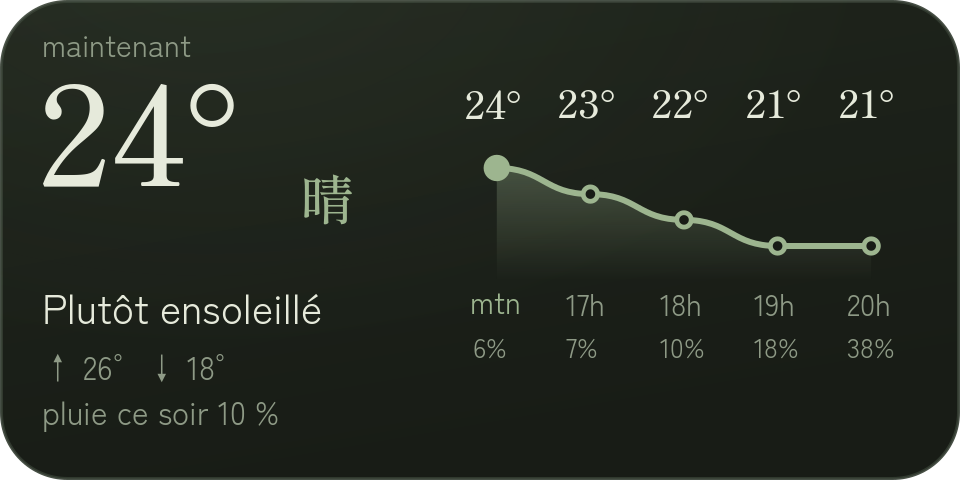 maintenant
24°
晴
Plutôt ensoleillé
↑ 26° ↓ 18°
pluie ce soir 10 %
24° 23° 22° 21° 21°
mtn 17h 18h 19h 20h
6% 7% 10% 18% 38%